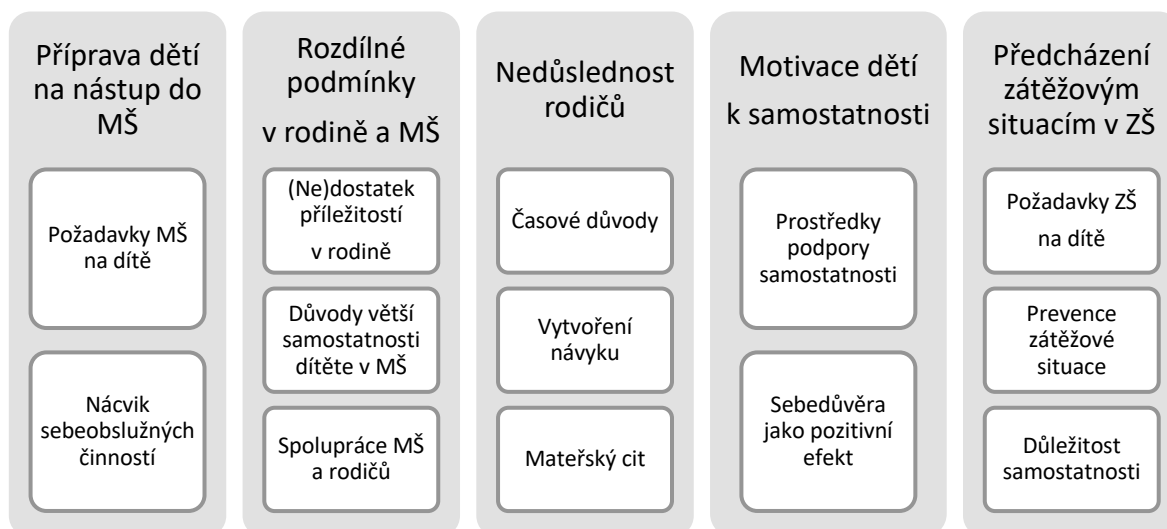 Příprava dětí
na nástup do
MŠ
Požadavky MŠ
na dítě
Nácvik
sebeobslužných
činností
Rozdílné
podmínky
v rodině a MŠ
(Ne)dostatek
příležitostí
v rodině
Důvody větší
samostatnosti
dítěte v MŠ
Spolupráce MŠ
a rodičů
Nedůslednost
rodičů
Časové důvody
Vytvoření
návyku
Mateřský cit
Motivace dětí
k samostatnosti
Prostředky
podpory
samostatnosti
Sebedůvěra
jako pozitivní
efekt
Předcházení
zátěžovým
situacím v ZŠ
Požadavky ZŠ
na dítě
Prevence
zátěžové
situace
Důležitost
samostatnosti